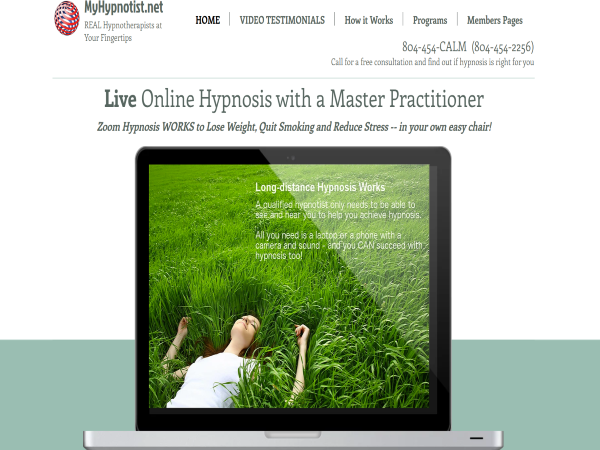 MyHypnotist.net
REAL Hypnotherapists at
Your Fingertips
HOME
VIDEO TESTIMONIALS
How it Works
Programs
Members Pages
804-454-CALM (804-454-2256)
Call for a free consultation and find out if hypnosis is right for you
Live Online Hypnosis with a Master Practitioner
Zoom Hypnosis WORKS to Lose Weight, Quit Smoking and Reduce Stress -- in your own easy chair!
Long-distance Hypnosis Works
A qualified hypnotist only needs to be able to
see and hear you to help you achieve hypnosis.
All you need is a laptop or a phone with a
camera and sound - and you CAN succeed with
hypnosis too!